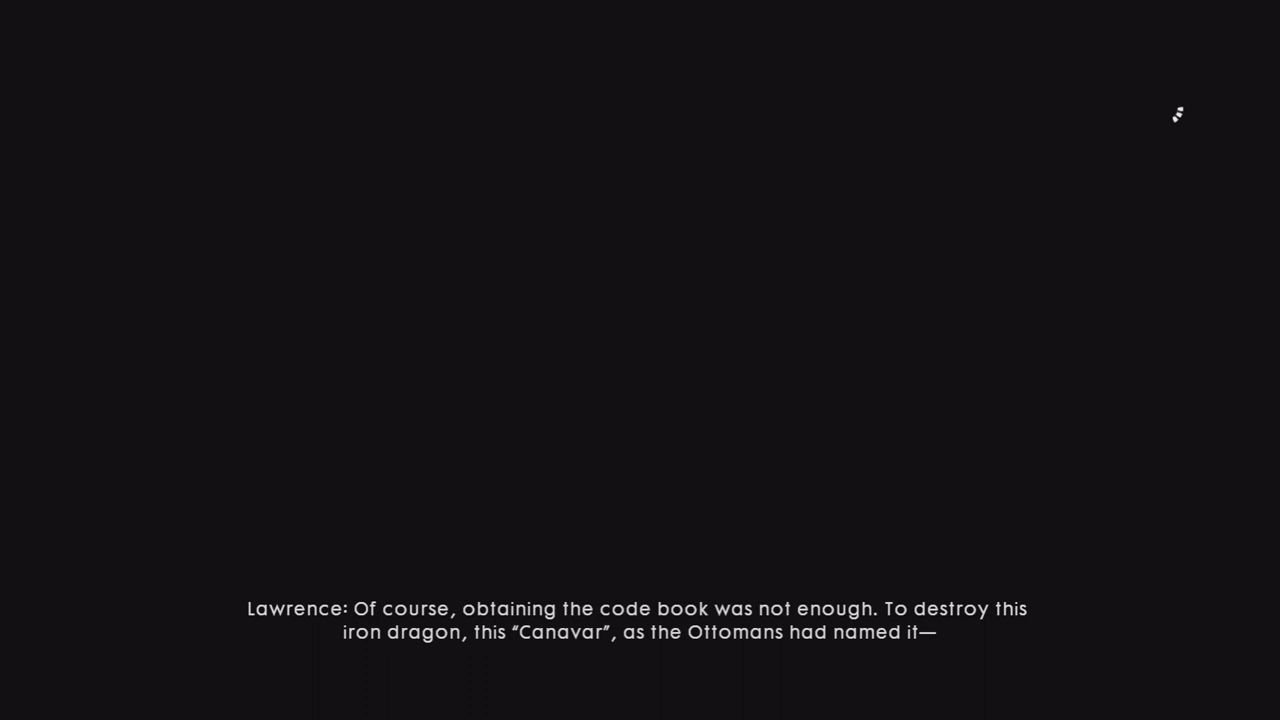 Lawrence: Of course, obtaining the code book was not enough. To destroy this
iron dragon, this “Canavar”, as the Ottomans had named it—